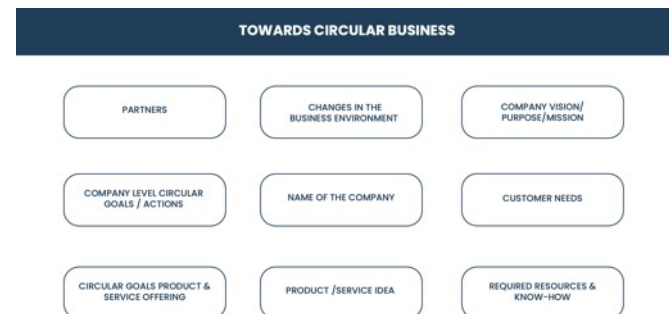 TOWARDS CIRCULAR BUSINESS
PARTNERS
CHANGES IN THE
BUSINESS ENVIRONMENT
COMPANY VISION/
PURPOSE/MISSION
COMPANY LEVEL CIRCULAR
GOALS / ACTIONS
NAME OF THE COMPANY
CUSTOMER NEEDS
CIRCULAR GOALS PRODUCT &
SERVICE OFFERING
PRODUCT /SERVICE IDEA
REQUIRED RESOURCES &
KNOW-HOW